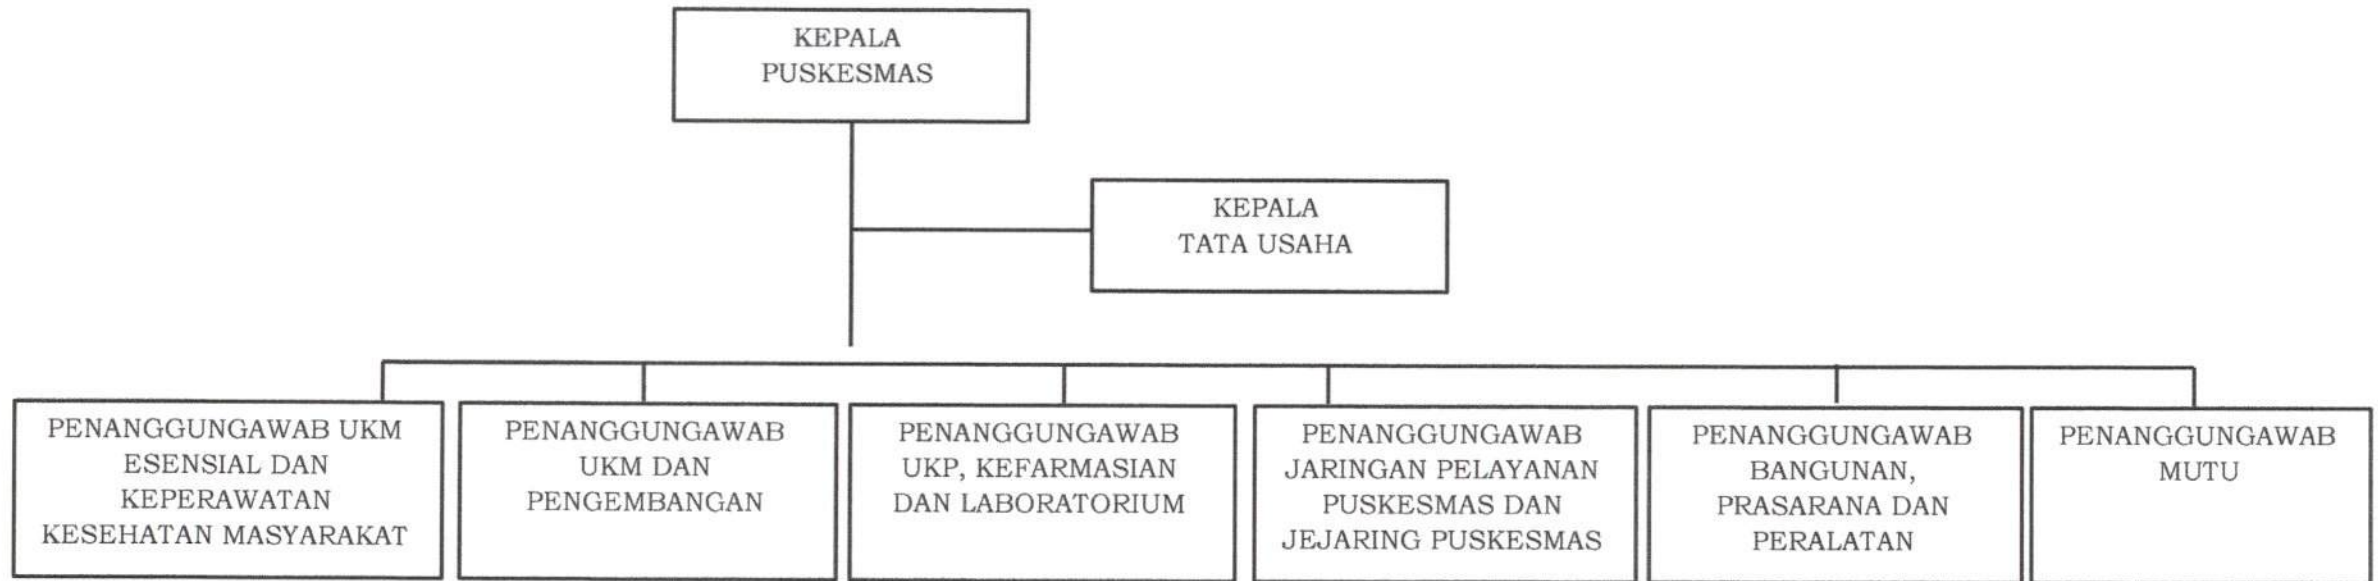 KEPALA
PUSKESMAS
KEPALA
TATA USAHA
PENANGGUNGAWAB UKM
ESENSIAL DAN
KEPERAWATAN
KESEHATAN MASYARAKAT
PENANGGUNGAWAB
UKM DAN
PENGEMBANGAN
PENANGGUNGAWAB
UKP, KEFARMASIAN
DAN LABORATORIUM
PENANGGUNGAWAB
JARINGAN PELAYANAN
PUSKESMAS DAN
JEJARING PUSKESMAS
PENANGGUNGAWAB
BANGUNAN,
PRASARANA DAN
PERALATAN
PENANGGUNGAWAB
MUTU